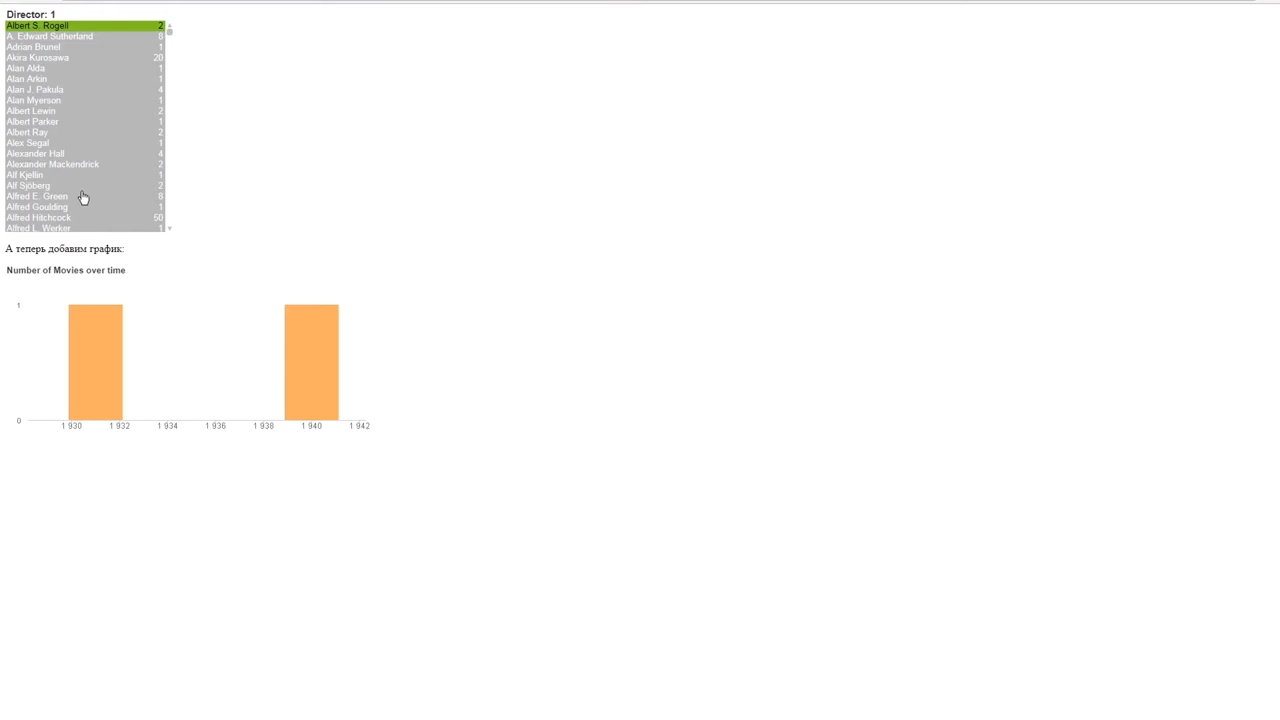 Director: 1
Albert S. Rogell 2
A. Edward Sutherland 8
Adrian Brunel 1
Akira Kurosawa 20
Alan Alda 1
Alan Arkin 1
Alan J. Pakula 4
Alan Myerson 1
Albert Lewin 2
Albert Parker 1
Albert Ray 2
Alex Segal 1
Alexander Hall 4
Alexander Mackendrick 2
Alf Kjellin 1
Alf Sjöberg 2
Alfred E. Green 8
Alfred Goulding 1
Alfred Hitchcock 50
Alfred L. Werker 1
А теперь добавим график:
Number of Movies over time
1
0
1 930 1 932 1 934 1 936 1 938 1 940 1 942